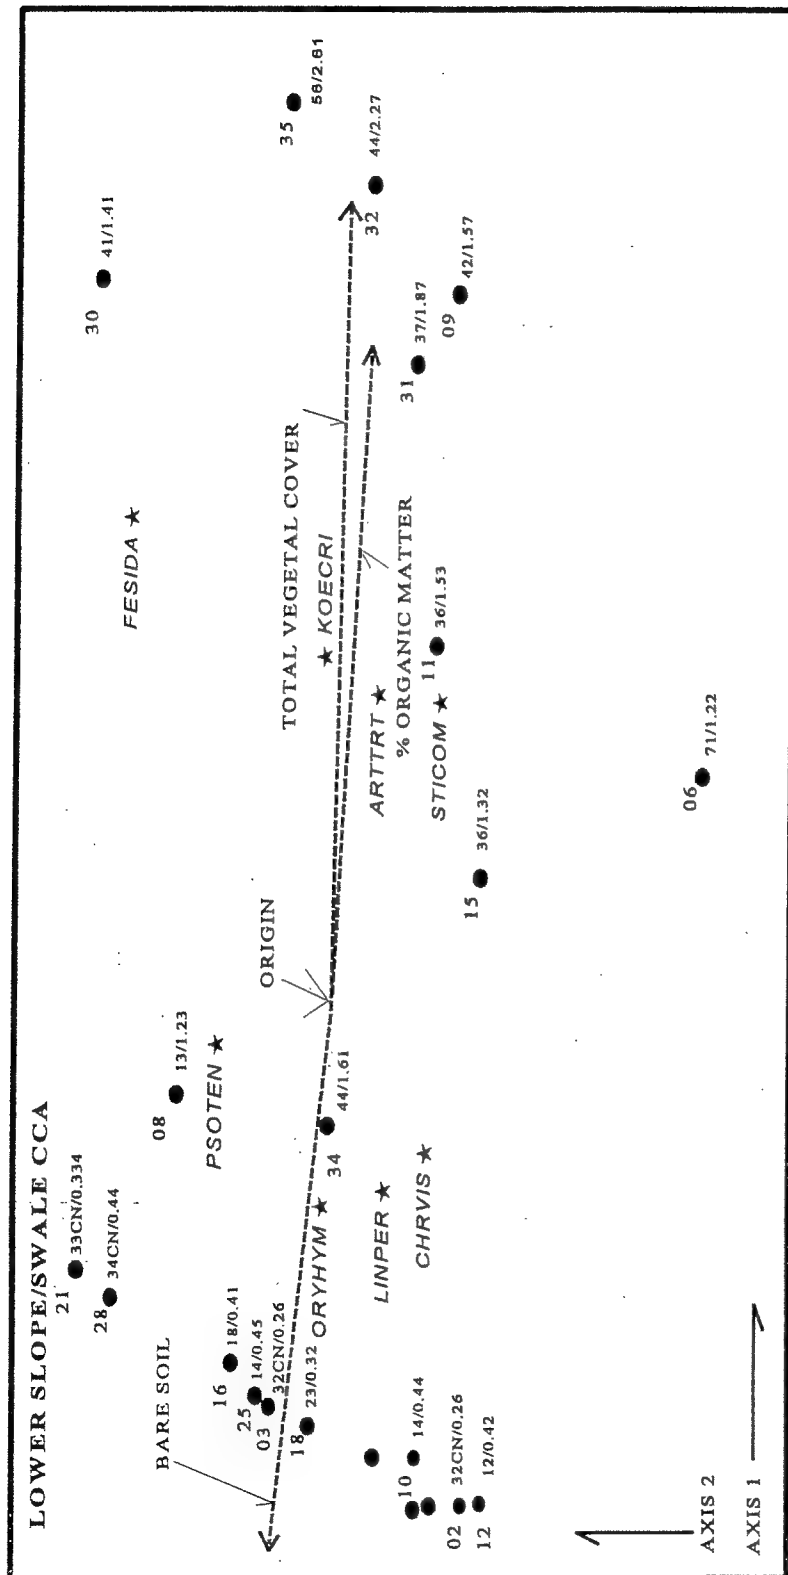 LOWER SLOPE/SWALE CCA
21
33CN/0.334
28
34CN/0.44
08
13/1.23
PSOTEN
FESIDA
30
41/1.41
35
56/2.61
16
18/0.41
25
14/0.45
03
32CN/0.26
18
23/0.32
BARE SOIL
ORYHYM
34
44/1.61
ORIGIN
TOTAL VEGETAL COVER
KOECRI
% ORGANIC MATTER
ARTTRT
STICOM
32
44/2.27
31
37/1.87
09
42/1.57
11
36/1.53
15
36/1.32
06
71/1.22
LINPER
CHRVIS
10
14/0.44
02
32CN/0.26
12
12/0.42
AXIS 2
AXIS 1